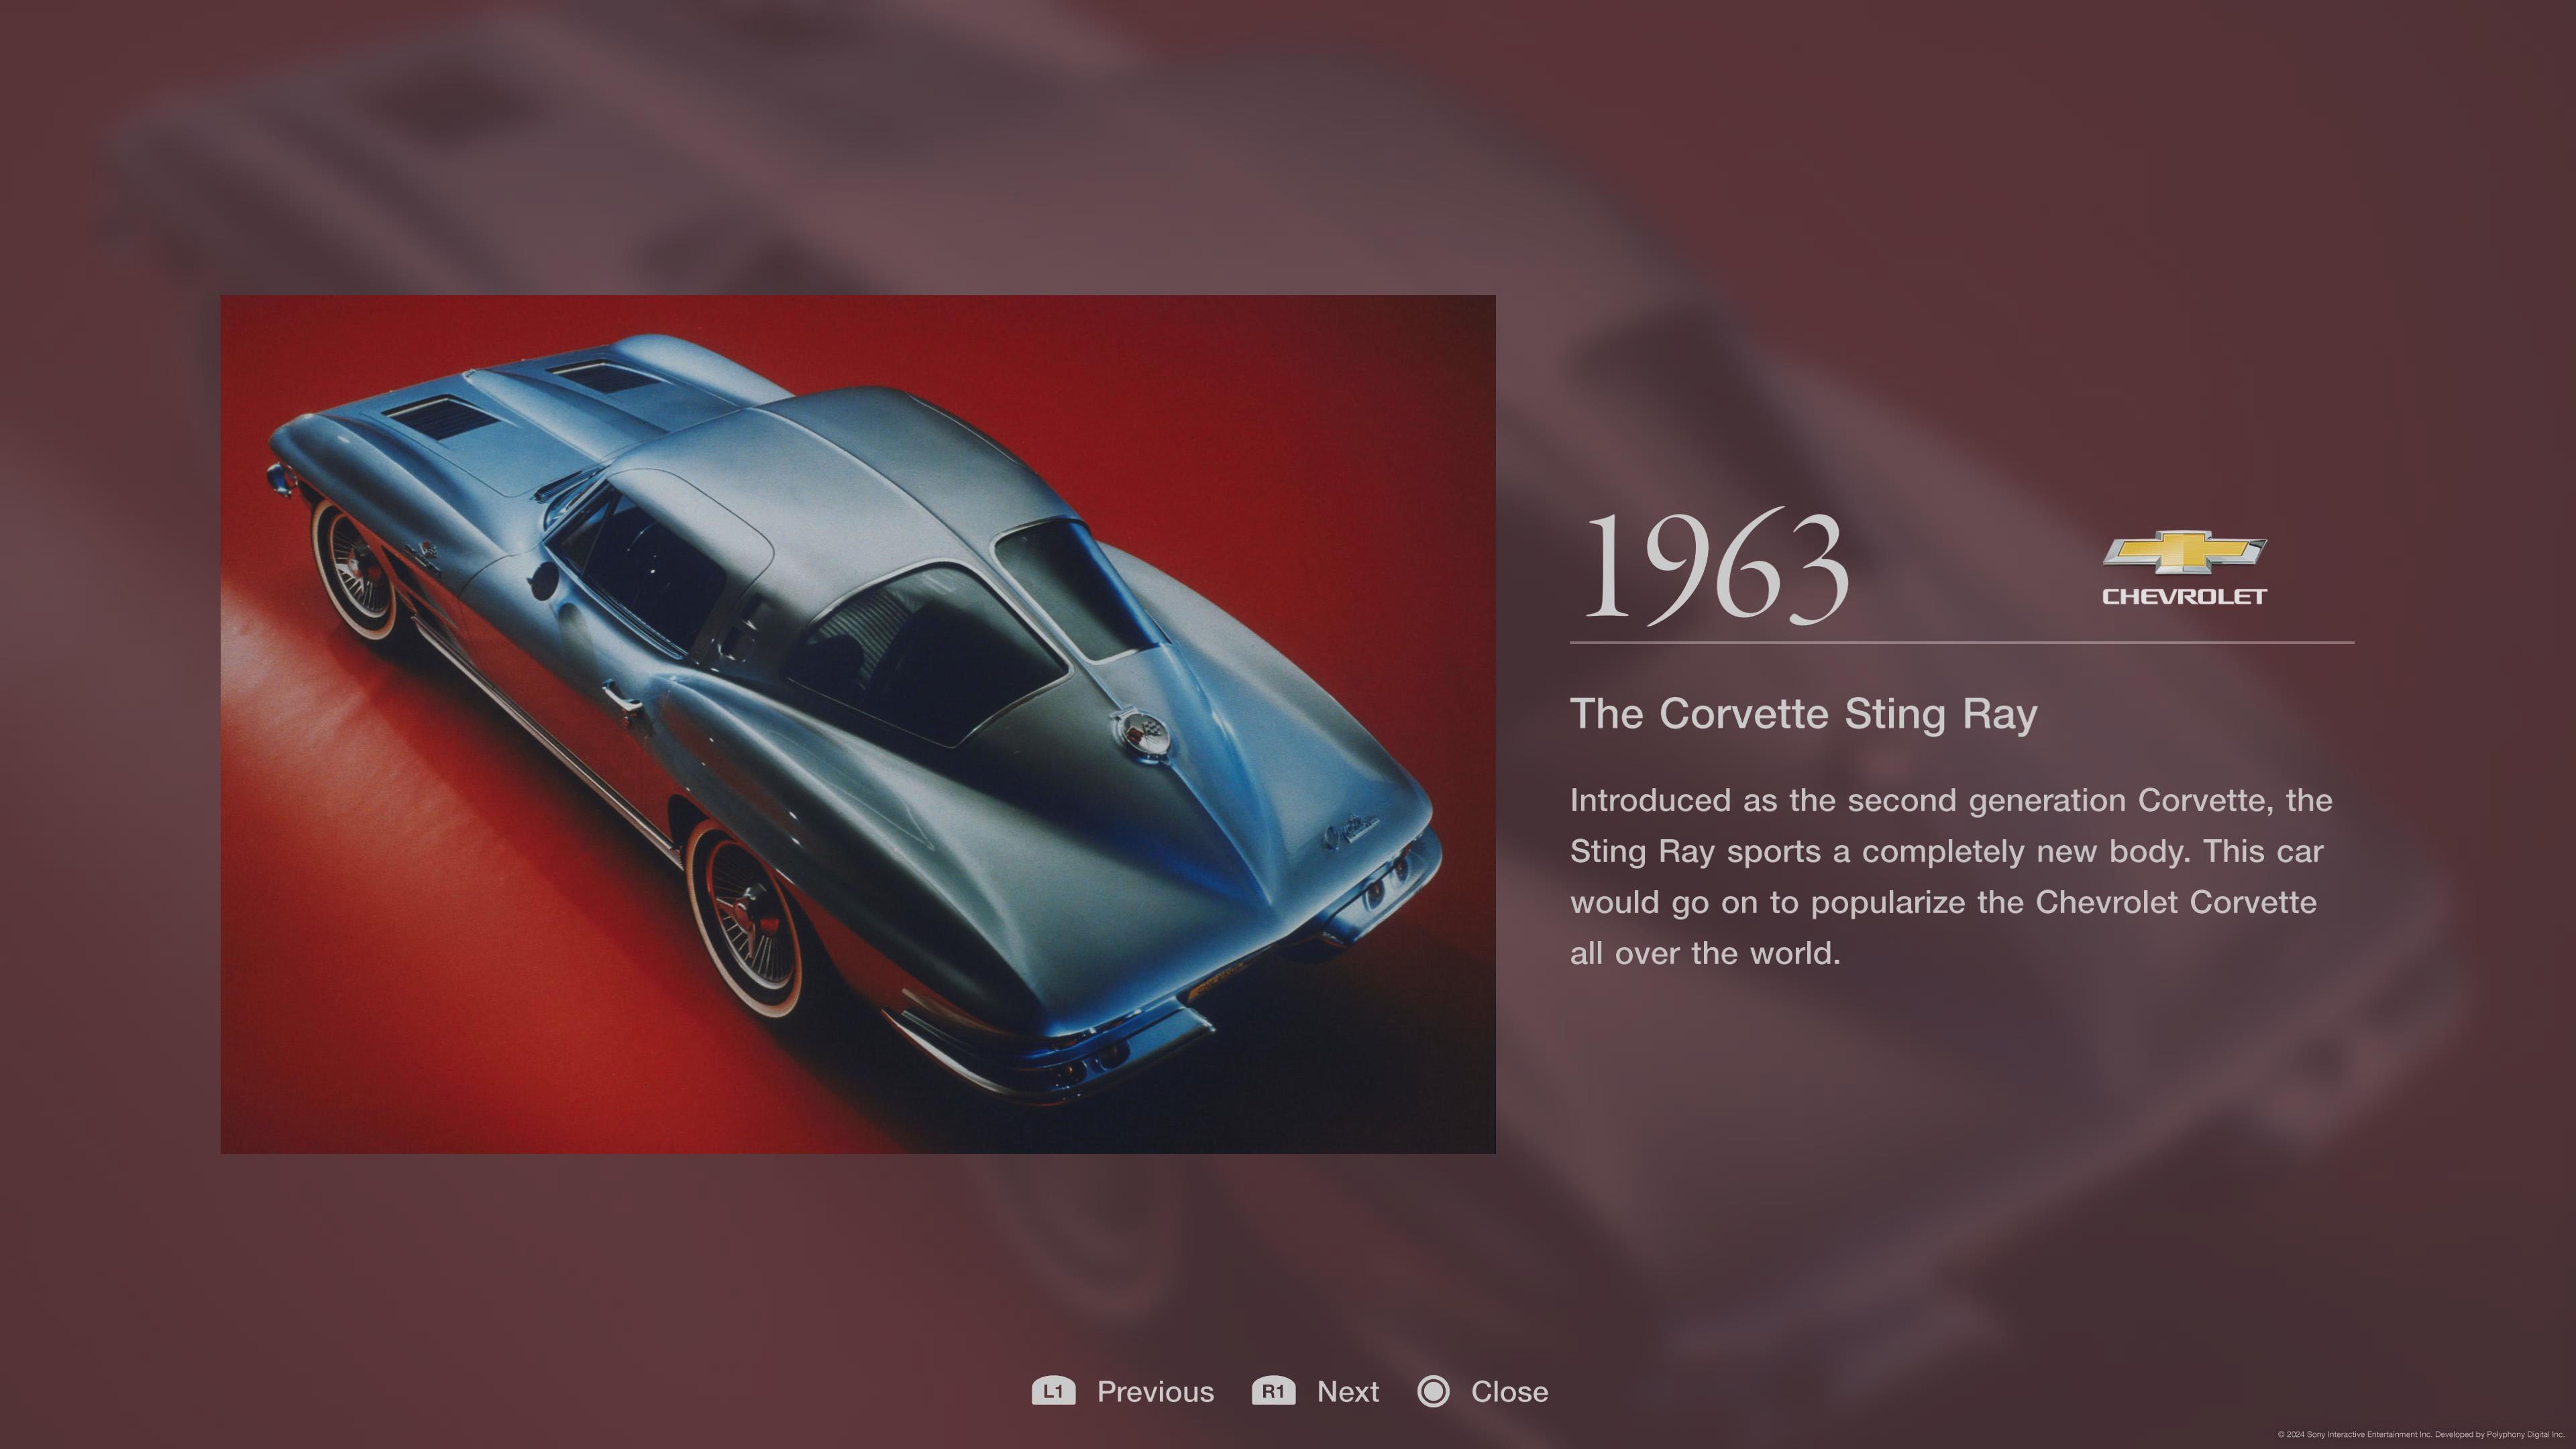 1963
CHEVROLET
The Corvette Sting Ray
Introduced as the second generation Corvette, the
Sting Ray sports a completely new body. This car
would go on to popularize the Chevrolet Corvette
all over the world.
L1 Previous R1 Next Close
© 2024 Sony Interactive Entertainment Inc. Developed by Polyphony Digital Inc.